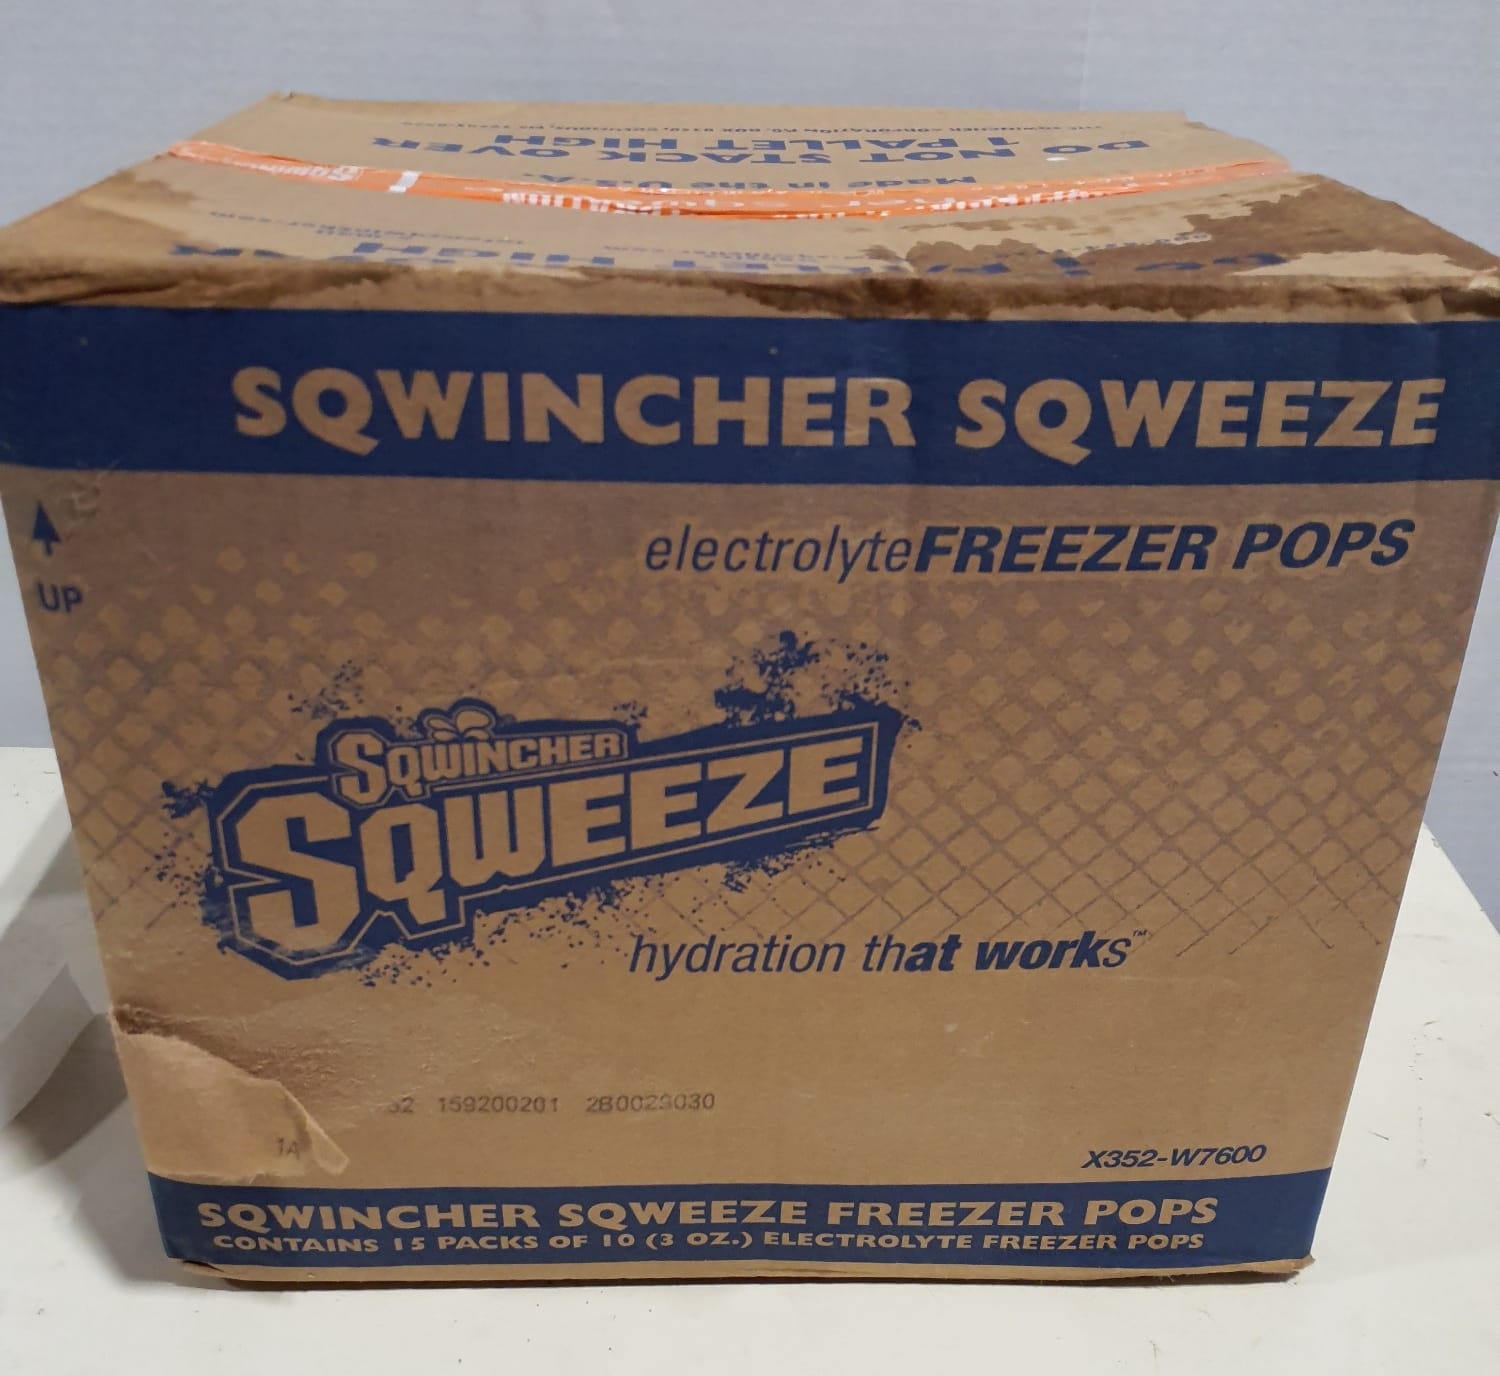 DO NOT STACK OVER
1 PALLET HIGH
Made in the U.S.A.
SQWINCHER SQWEEZE
electrolyteFREEZER POPS
UP
SQWINCHER
SQWEEZE
hydration that works™
159200201
1A
X352-W7600
SQWINCHER SQWEEZE FREEZER POPS
CONTAINS 15 PACKS OF 10 (3 OZ.) ELECTROLYTE FREEZER POPS